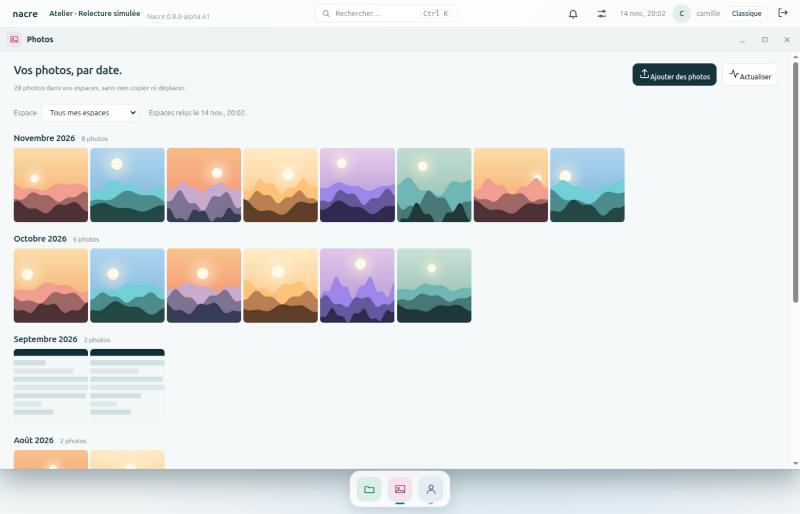 nacre Atelier · Relecture simulée Nacre 0.8.0-alpha.61 Rechercher… Ctrl K 14 nov., 20:02 C camille Classique
Photos
Vos photos, par date.
28 photos dans vos espaces, sans rien copier ni déplacer.
Ajouter des photos Actualiser
Espace Tous mes espaces Espaces relus le 14 nov., 20:02.
Novembre 2026 8 photos
Octobre 2026 6 photos
Septembre 2026 2 photos
Août 2026 2 photos